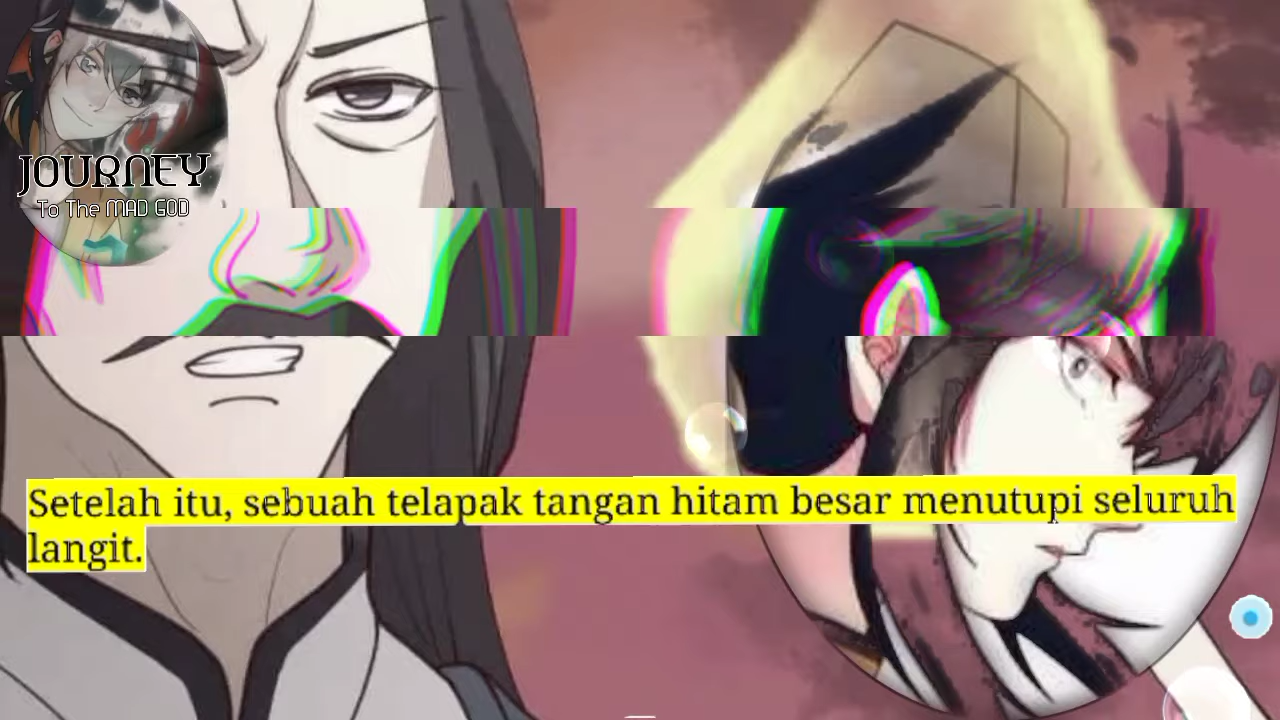 JOURNEY
To The MAD GOD
Setelah itu, sebuah telapak tangan hitam besar menutupi seluruh
langit.